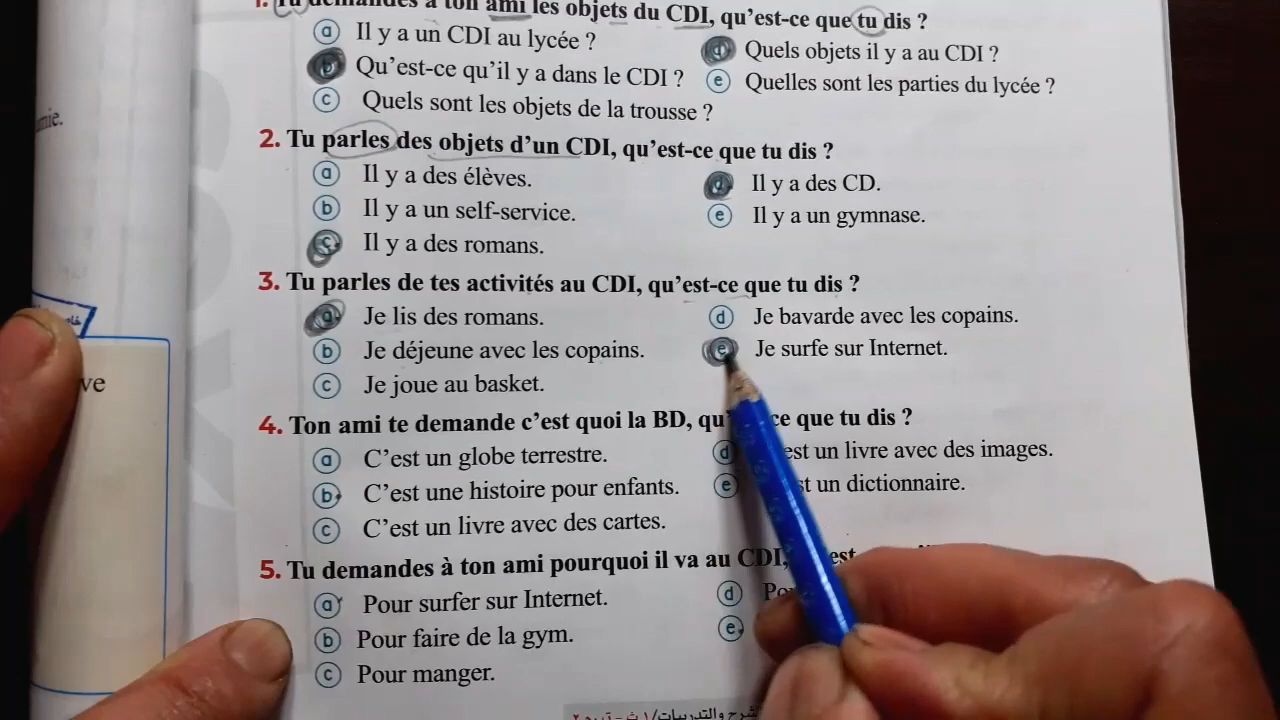 1. Tu demandes à ton ami les objets du CDI, qu'est-ce que tu dis ?
a Il y a un CDI au lycée ?
d Quels objets il y a au CDI ?
b Qu'est-ce qu'il y a dans le CDI ?
e Quelles sont les parties du lycée ?
c Quels sont les objets de la trousse ?
2. Tu parles des objets d'un CDI, qu'est-ce que tu dis ?
a Il y a des élèves.
d Il y a des CD.
b Il y a un self-service.
e Il y a un gymnase.
c Il y a des romans.
3. Tu parles de tes activités au CDI, qu'est-ce que tu dis ?
a Je lis des romans.
d Je bavarde avec les copains.
b Je déjeune avec les copains.
e Je surfe sur Internet.
c Je joue au basket.
4. Ton ami te demande c'est quoi la BD, qu' ce que tu dis ?
a C'est un globe terrestre.
d est un livre avec des images.
b C'est une histoire pour enfants.
e st un dictionnaire.
c C'est un livre avec des cartes.
5. Tu demandes à ton ami pourquoi il va au CDI, est
a Pour surfer sur Internet.
d
b Pour faire de la gym.
e
c Pour manger.
mie.
ve